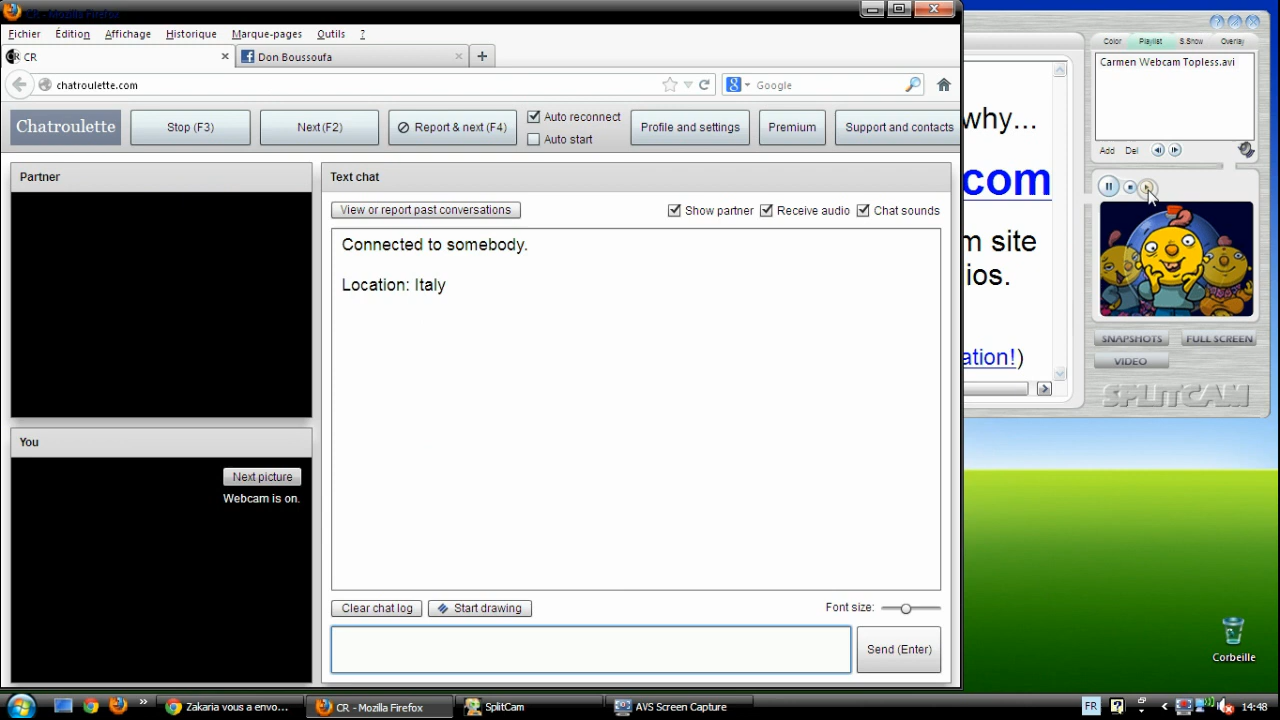 CR - Mozilla Firefox
Fichier Édition Affichage Historique Marque-pages Outils ?
CR Don Boussoufa
chatroulette.com
Google
Chatroulette
Stop (F3)
Next (F2)
Report & next (F4)
Auto reconnect
Auto start
Profile and settings
Premium
Support and contacts
Partner
Text chat
View or report past conversations
Show partner
Receive audio
Chat sounds
Connected to somebody.
Location: Italy
You
Next picture
Webcam is on.
Clear chat log
Start drawing
Font size:
Send (Enter)
why...
com
m site
ios.
ation!)
Color Playlist S.Snow Overlay
Carmen Webcam Topless.avi
Add Del
SNAPSHOTS
FULL SCREEN
VIDEO
SPLITCAM
Corbeille
Zakaria vous a envo...
CR - Mozilla Firefox
SplitCam
AVS Screen Capture
FR
14:48